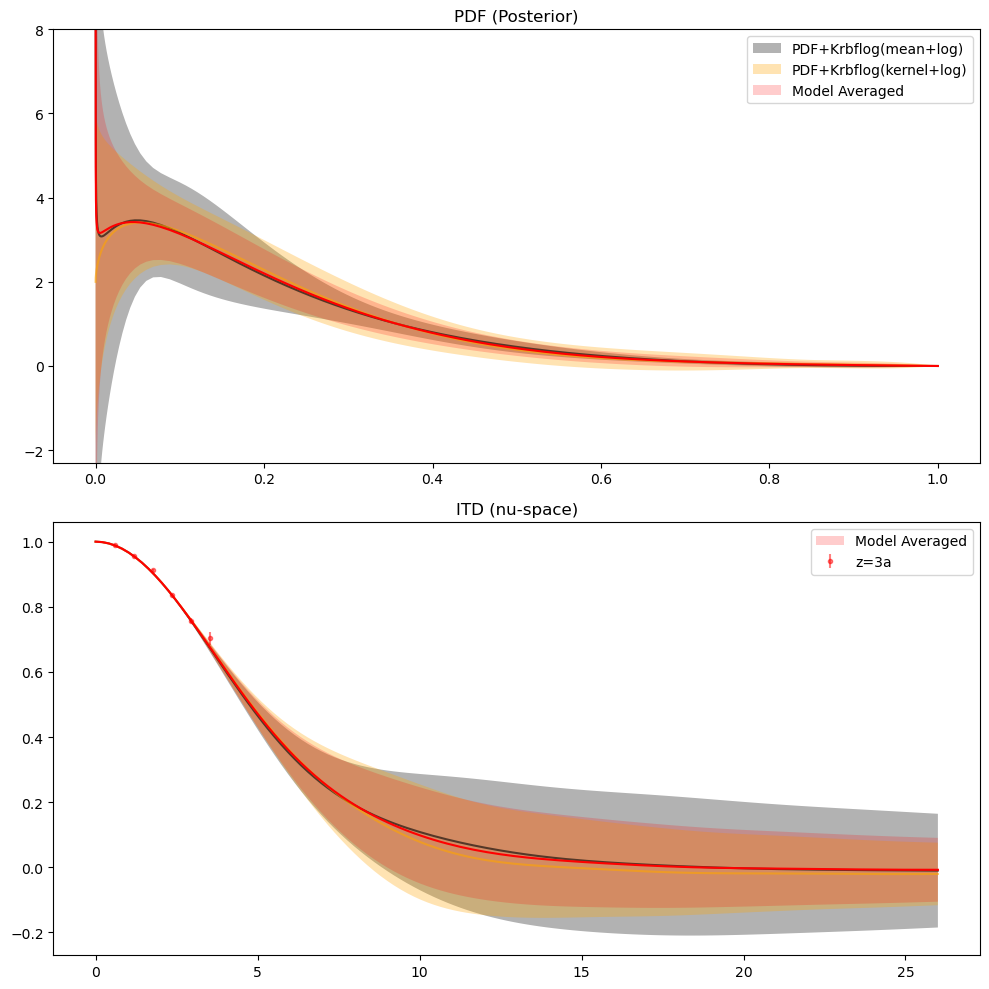 PDF (Posterior)
8
6
4
2
0
−2
PDF+Krbflog(mean+log)
PDF+Krbflog(kernel+log)
Model Averaged
0.0 0.2 0.4 0.6 0.8 1.0
ITD (nu-space)
1.0
0.8
0.6
0.4
0.2
0.0
−0.2
Model Averaged
z=3a
0 5 10 15 20 25